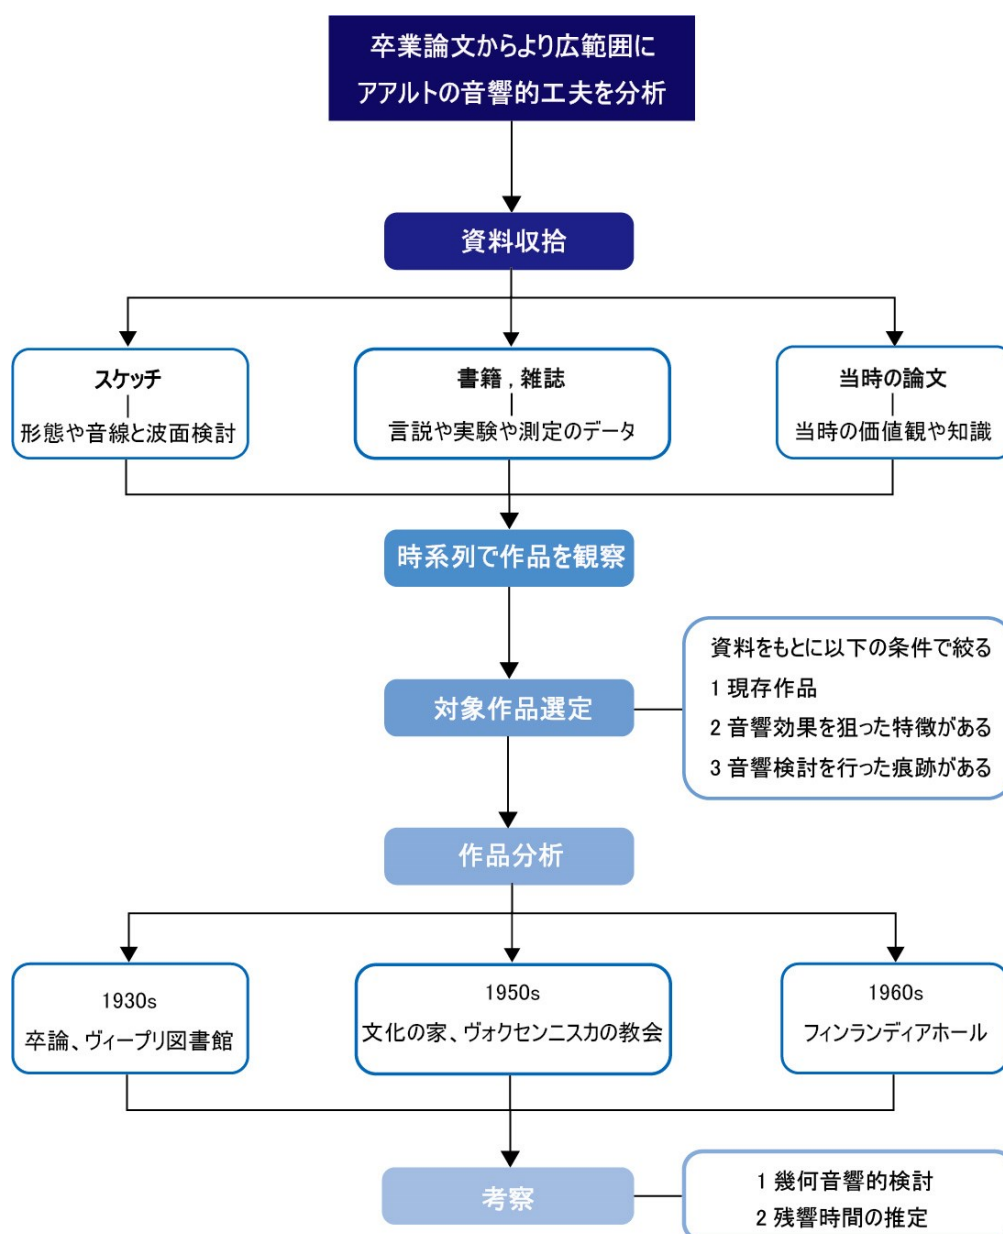 卒業論文からより広範囲に
アアルトの音響的工夫を分析
資料収拾
スケッチ
形態や音線と波面検討
書籍 , 雑誌
言説や実験や測定のデータ
当時の論文
当時の価値観や知識
時系列で作品を観察
対象作品選定
資料をもとに以下の条件で絞る
1 現存作品
2 音響効果を狙った特徴がある
3 音響検討を行った痕跡がある
作品分析
1930s
卒論、ヴィープリ図書館
1950s
文化の家、ヴォクセンニスカの教会
1960s
フィンランディアホール
考察
1 幾何音響的検討
2 残響時間の推定